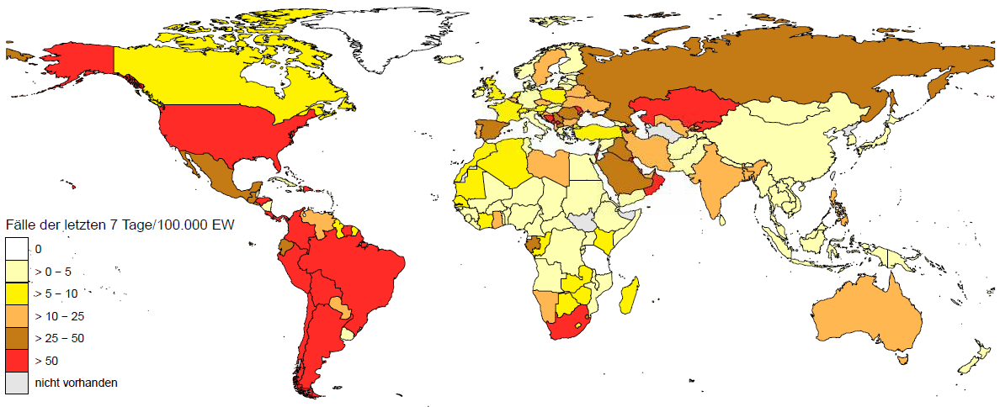 Fälle der letzten 7 Tage/100.000 EW
0
> 0 – 5
> 5 – 10
> 10 – 25
> 25 – 50
> 50
nicht vorhanden